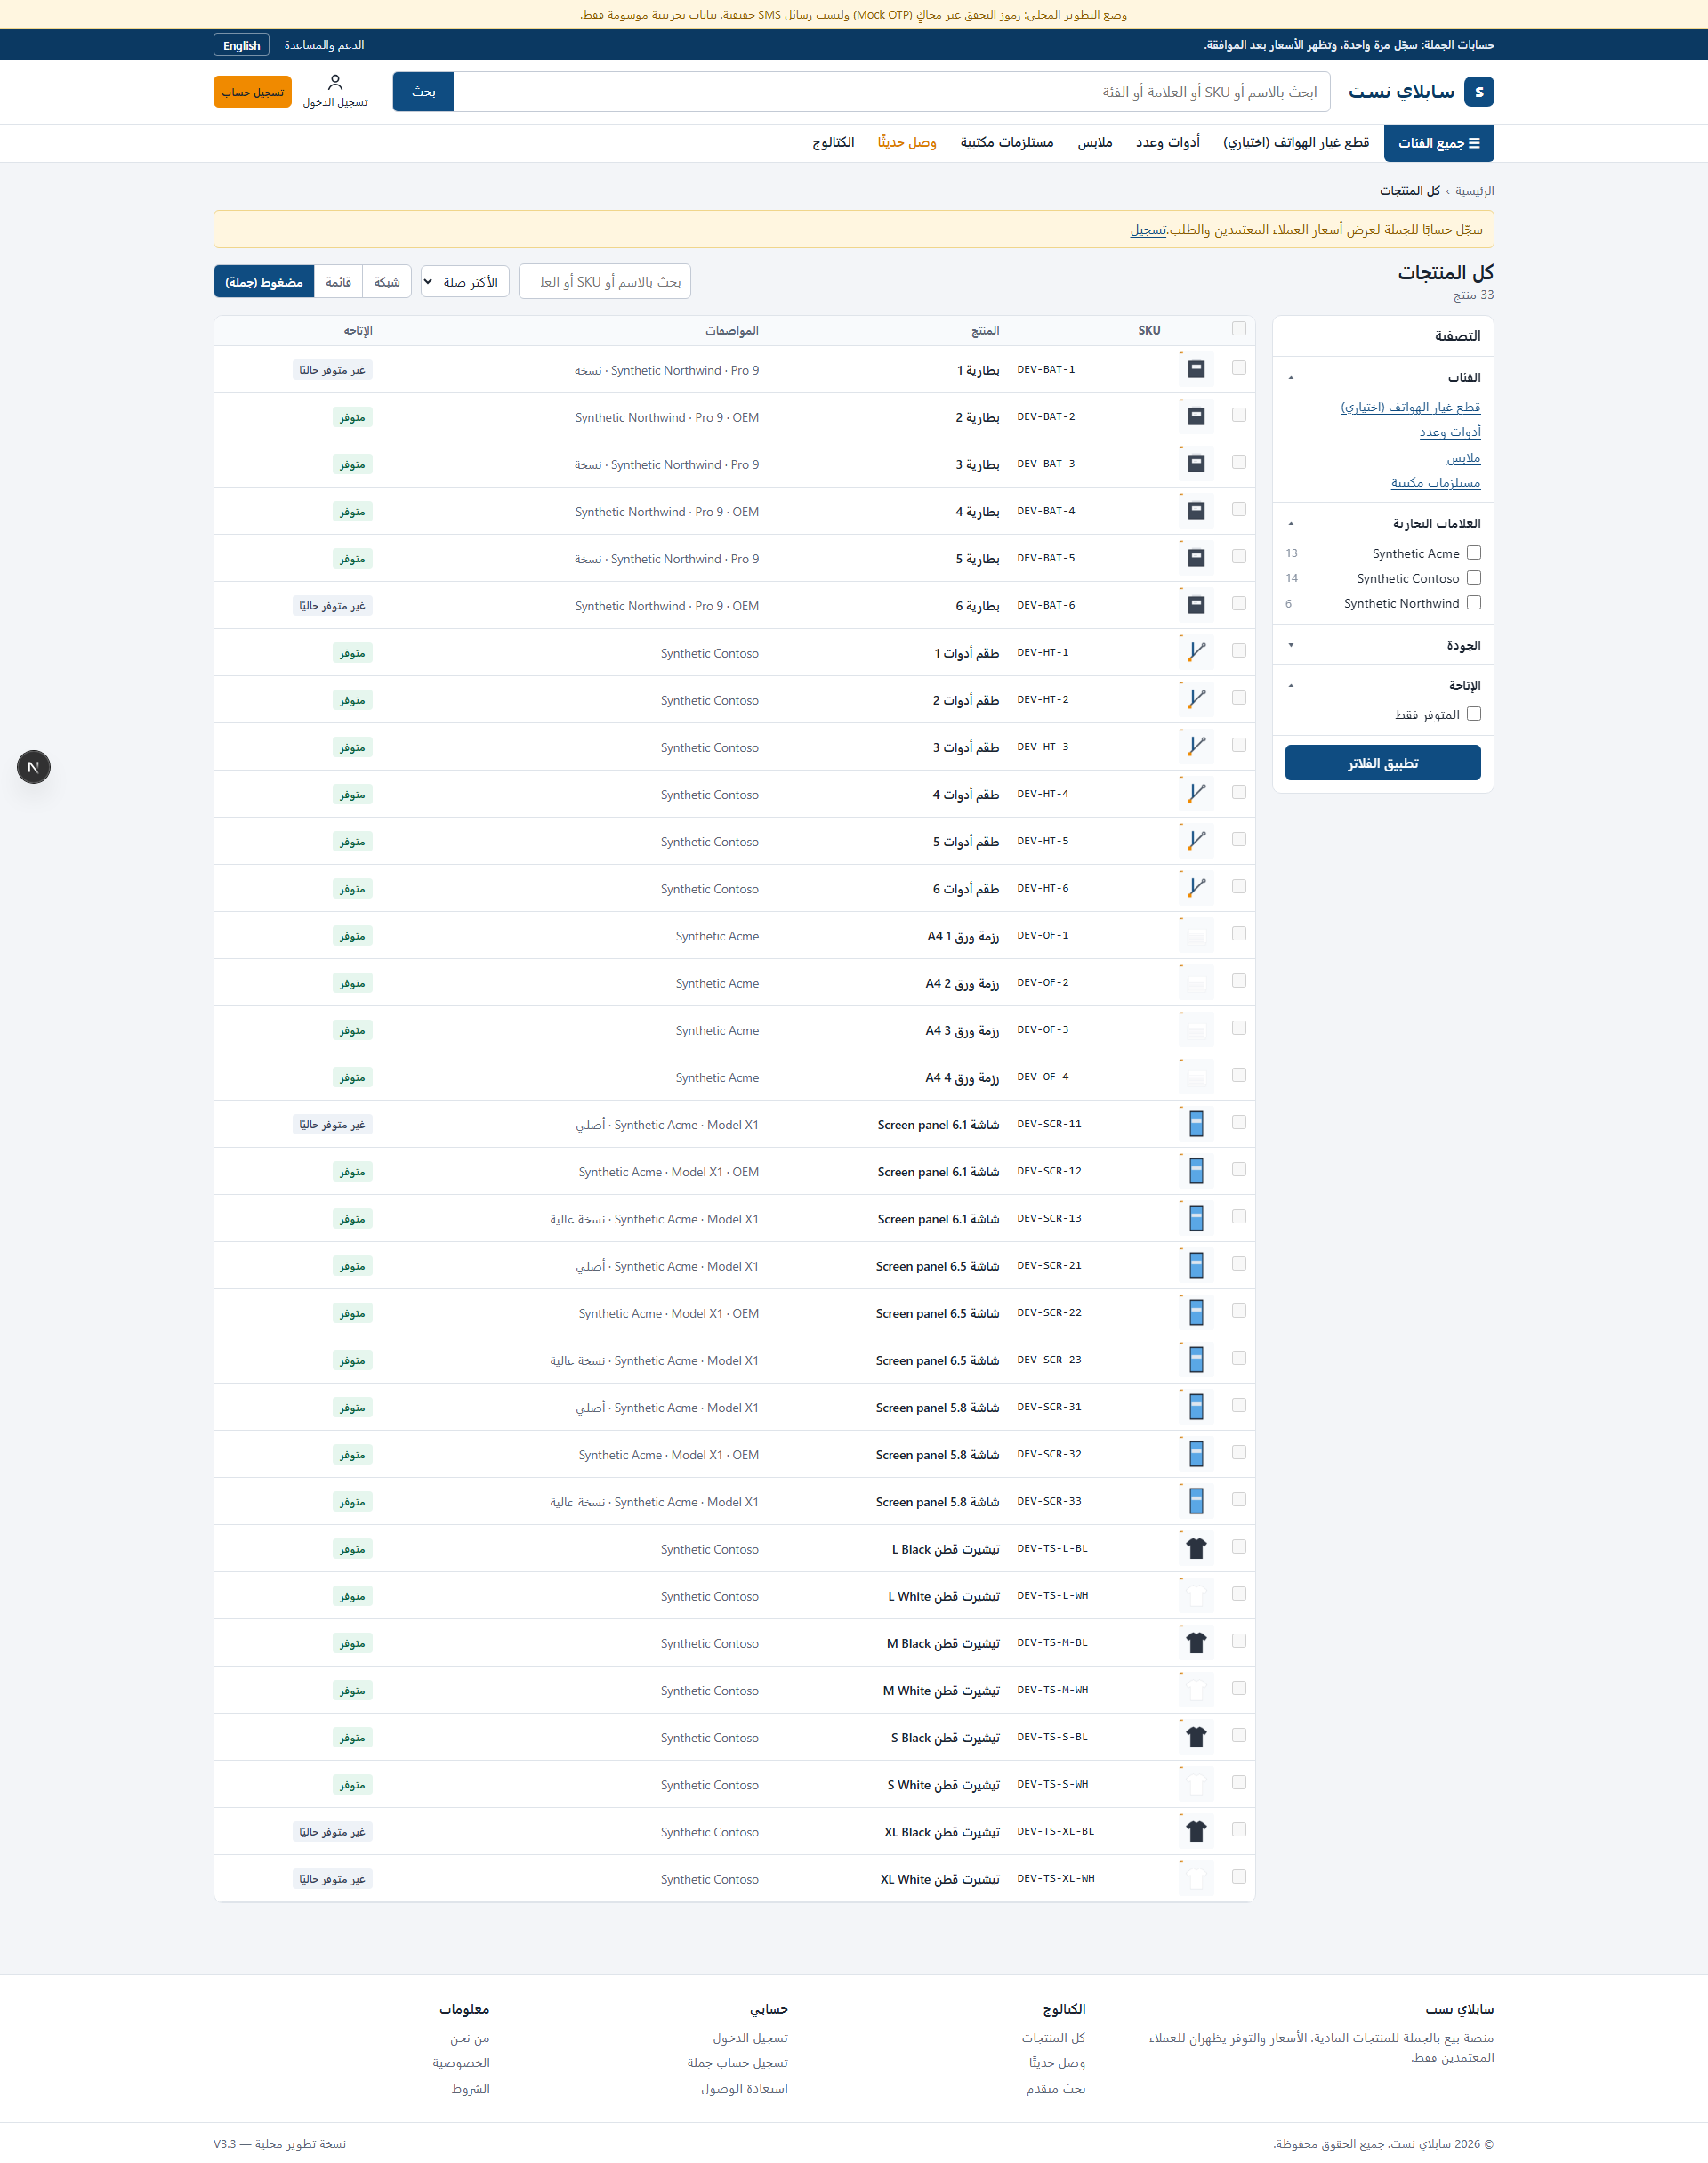 وضع التطوير المحلي: رموز التحقق عبر محاكٍ (Mock OTP) وليست رسائل SMS حقيقية. بيانات تجريبية موسومة فقط.
حسابات الجملة: سجّل مرة واحدة، وتظهر الأسعار بعد الموافقة.
الدعم والمساعدة
English
S
سابلاي نست
ابحث بالاسم أو SKU أو العلامة أو الفئة
بحث
تسجيل الدخول
تسجيل حساب
☰ جميع الفئات
قطع غيار الهواتف (اختياري)
أدوات وعدد
ملابس
مستلزمات مكتبية
وصل حديثًا
الكتالوج
الرئيسية › كل المنتجات
سجّل حسابًا للجملة لعرض أسعار العملاء المعتمدين والطلب.تسجيل
كل المنتجات
33 منتج
بحث بالاسم أو SKU أو العا
الأكثر صلة
شبكة
قائمة
مضغوط (جملة)
التصفية
الفئات
قطع غيار الهواتف (اختياري)
أدوات وعدد
ملابس
مستلزمات مكتبية
العلامات التجارية
Synthetic Acme 13
Synthetic Contoso 14
Synthetic Northwind 6
الجودة
الإتاحة
المتوفر فقط
تطبيق الفلاتر
SKU المنتج المواصفات الإتاحة
DEV-BAT-1 بطارية 1 Synthetic Northwind · Pro 9 · نسخة غير متوفر حاليًا
DEV-BAT-2 بطارية 2 Synthetic Northwind · Pro 9 · OEM متوفر
DEV-BAT-3 بطارية 3 Synthetic Northwind · Pro 9 · نسخة متوفر
DEV-BAT-4 بطارية 4 Synthetic Northwind · Pro 9 · OEM متوفر
DEV-BAT-5 بطارية 5 Synthetic Northwind · Pro 9 · نسخة متوفر
DEV-BAT-6 بطارية 6 Synthetic Northwind · Pro 9 · OEM غير متوفر حاليًا
DEV-HT-1 طقم أدوات 1 Synthetic Contoso متوفر
DEV-HT-2 طقم أدوات 2 Synthetic Contoso متوفر
DEV-HT-3 طقم أدوات 3 Synthetic Contoso متوفر
DEV-HT-4 طقم أدوات 4 Synthetic Contoso متوفر
DEV-HT-5 طقم أدوات 5 Synthetic Contoso متوفر
DEV-HT-6 طقم أدوات 6 Synthetic Contoso متوفر
DEV-OF-1 رزمة ورق A4 1 Synthetic Acme متوفر
DEV-OF-2 رزمة ورق A4 2 Synthetic Acme متوفر
DEV-OF-3 رزمة ورق A4 3 Synthetic Acme متوفر
DEV-OF-4 رزمة ورق A4 4 Synthetic Acme متوفر
DEV-SCR-11 شاشة Screen panel 6.1 Synthetic Acme · Model X1 · أصلي غير متوفر حاليًا
DEV-SCR-12 شاشة Screen panel 6.1 Synthetic Acme · Model X1 · OEM متوفر
DEV-SCR-13 شاشة Screen panel 6.1 Synthetic Acme · Model X1 · نسخة عالية متوفر
DEV-SCR-21 شاشة Screen panel 6.5 Synthetic Acme · Model X1 · أصلي متوفر
DEV-SCR-22 شاشة Screen panel 6.5 Synthetic Acme · Model X1 · OEM متوفر
DEV-SCR-23 شاشة Screen panel 6.5 Synthetic Acme · Model X1 · نسخة عالية متوفر
DEV-SCR-31 شاشة Screen panel 5.8 Synthetic Acme · Model X1 · أصلي متوفر
DEV-SCR-32 شاشة Screen panel 5.8 Synthetic Acme · Model X1 · OEM متوفر
DEV-SCR-33 شاشة Screen panel 5.8 Synthetic Acme · Model X1 · نسخة عالية متوفر
DEV-TS-L-BL تيشيرت قطن L Black Synthetic Contoso متوفر
DEV-TS-L-WH تيشيرت قطن L White Synthetic Contoso متوفر
DEV-TS-M-BL تيشيرت قطن M Black Synthetic Contoso متوفر
DEV-TS-M-WH تيشيرت قطن M White Synthetic Contoso متوفر
DEV-TS-S-BL تيشيرت قطن S Black Synthetic Contoso متوفر
DEV-TS-S-WH تيشيرت قطن S White Synthetic Contoso متوفر
DEV-TS-XL-BL تيشيرت قطن XL Black Synthetic Contoso غير متوفر حاليًا
DEV-TS-XL-WH تيشيرت قطن XL White Synthetic Contoso غير متوفر حاليًا
N
سابلاي نست
منصة بيع بالجملة للمنتجات المادية. الأسعار والتوفر يظهران للعملاء
المعتمدين فقط.
الكتالوج
كل المنتجات
وصل حديثًا
بحث متقدم
حسابي
تسجيل الدخول
تسجيل حساب جملة
استعادة الوصول
معلومات
من نحن
الخصوصية
الشروط
© 2026 سابلاي نست. جميع الحقوق محفوظة.
نسخة تطوير محلية — V3.3